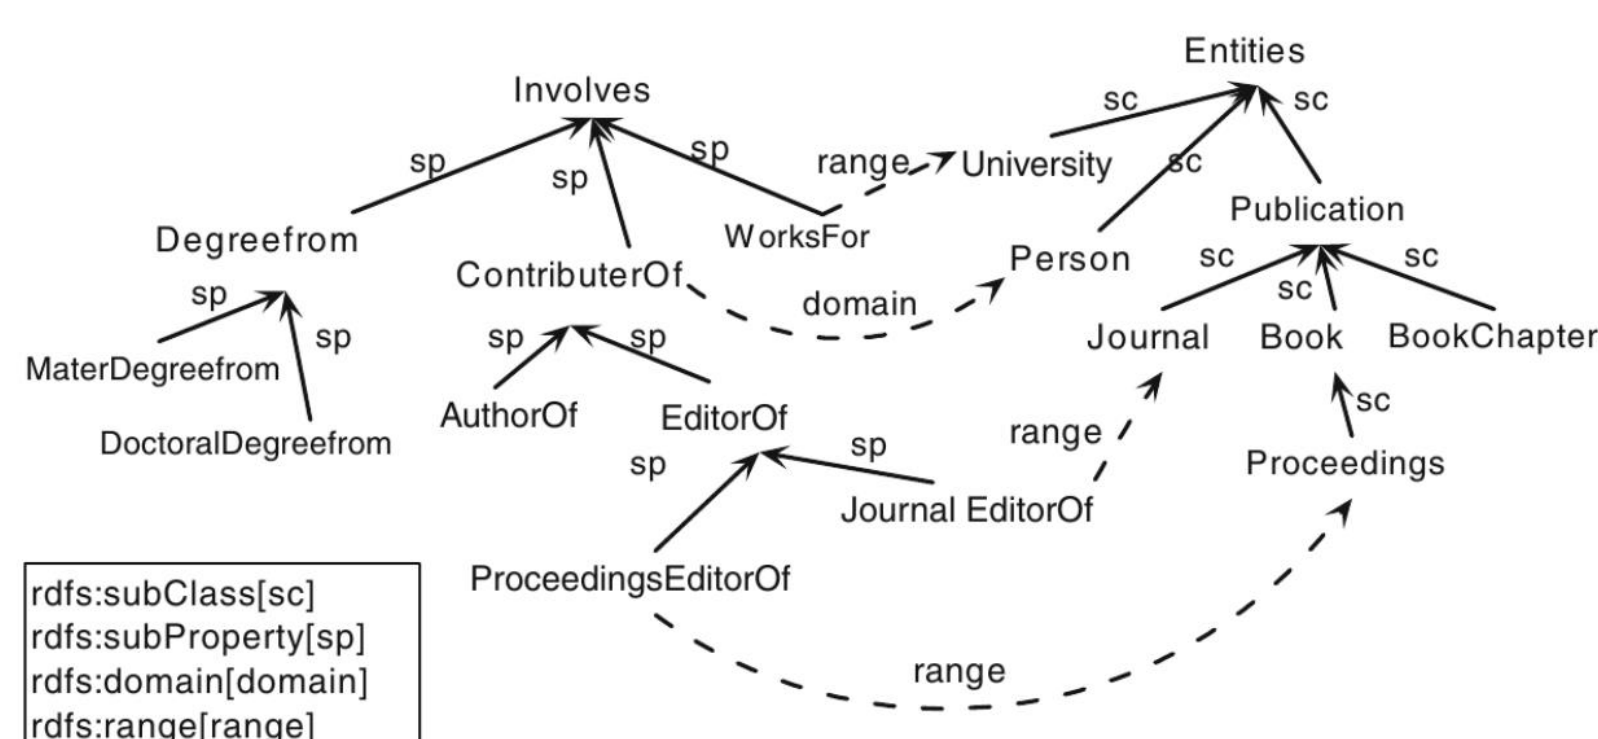 Entities
Involves
sc
sc
sp
sp
sp
range
University
sc
Publication
Degreefrom
WorksFor
Person
ContributerOf
sc
sc
sc
sp
domain
sp
sp
sp
Journal
Book
BookChapter
MaterDegreefrom
AuthorOf
EditorOf
range
sc
DoctoralDegreefrom
sp
sp
Proceedings
Journal EditorOf
ProceedingsEditorOf
rdfs:subClass[sc]
rdfs:subProperty[sp]
rdfs:domain[domain]
rdfs:range[range]
range